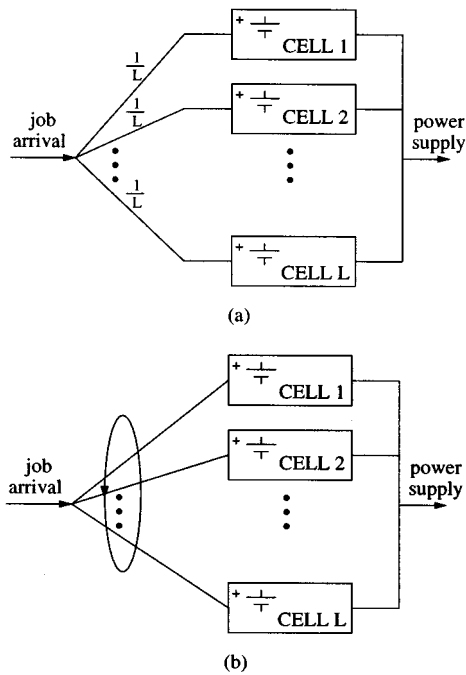 +
CELL 1
1/L
+
CELL 2
1/L
job
arrival
power
supply
1/L
+
CELL L
(a)
+
CELL 1
+
CELL 2
job
arrival
power
supply
+
CELL L
(b)